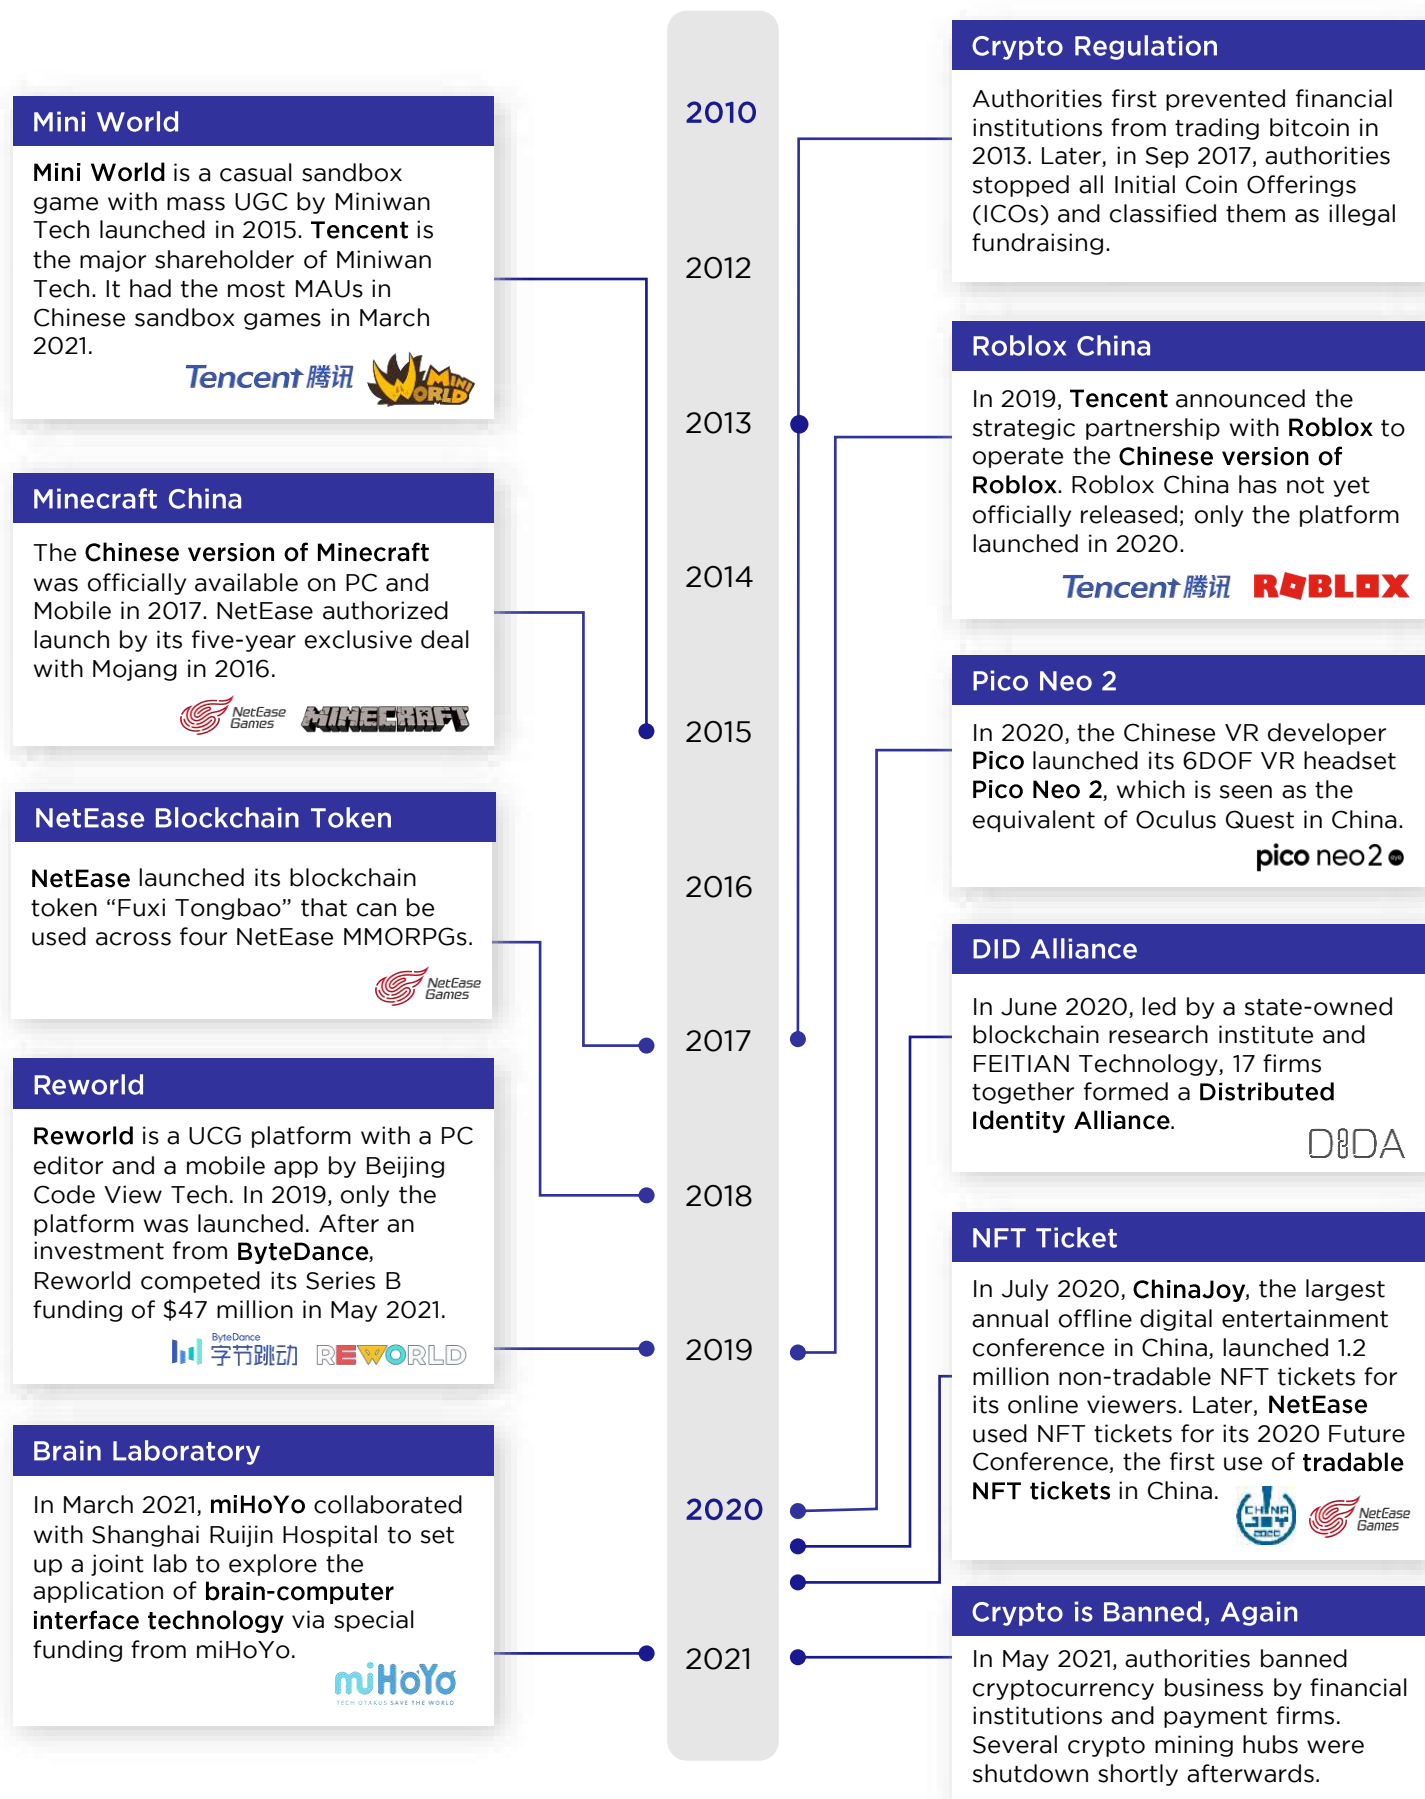 Mini World
Mini World is a casual sandbox
game with mass UGC by Miniwan
Tech launched in 2015. Tencent is
the major shareholder of Miniwan
Tech. It had the most MAUs in
Chinese sandbox games in March
2021.
Tencent 腾讯 MINI WORLD
Minecraft China
The Chinese version of Minecraft
was officially available on PC and
Mobile in 2017. NetEase authorized
launch by its five-year exclusive deal
with Mojang in 2016.
NetEase Games MINECRAFT
NetEase Blockchain Token
NetEase launched its blockchain
token “Fuxi Tongbao” that can be
used across four NetEase MMORPGs.
NetEase Games
Reworld
Reworld is a UCG platform with a PC
editor and a mobile app by Beijing
Code View Tech. In 2019, only the
platform was launched. After an
investment from ByteDance,
Reworld competed its Series B
funding of $47 million in May 2021.
ByteDance
字节跳动 REWORLD
Brain Laboratory
In March 2021, miHoYo collaborated
with Shanghai Ruijin Hospital to set
up a joint lab to explore the
application of brain-computer
interface technology via special
funding from miHoYo.
miHoYo
TECH OTAKUS SAVE THE WORLD
2010
2012
2013
2014
2015
2016
2017
2018
2019
2020
2021
Crypto Regulation
Authorities first prevented financial
institutions from trading bitcoin in
2013. Later, in Sep 2017, authorities
stopped all Initial Coin Offerings
(ICOs) and classified them as illegal
fundraising.
Roblox China
In 2019, Tencent announced the
strategic partnership with Roblox to
operate the Chinese version of
Roblox. Roblox China has not yet
officially released; only the platform
launched in 2020.
Tencent 腾讯 ROBLOX
Pico Neo 2
In 2020, the Chinese VR developer
Pico launched its 6DOF VR headset
Pico Neo 2, which is seen as the
equivalent of Oculus Quest in China.
pico neo 2 eye
DID Alliance
In June 2020, led by a state-owned
blockchain research institute and
FEITIAN Technology, 17 firms
together formed a Distributed
Identity Alliance.
DIDA
NFT Ticket
In July 2020, ChinaJoy, the largest
annual offline digital entertainment
conference in China, launched 1.2
million non-tradable NFT tickets for
its online viewers. Later, NetEase
used NFT tickets for its 2020 Future
Conference, the first use of tradable
NFT tickets in China.
CHINA JOY 2020 NetEase Games
Crypto is Banned, Again
In May 2021, authorities banned
cryptocurrency business by financial
institutions and payment firms.
Several crypto mining hubs were
shutdown shortly afterwards.